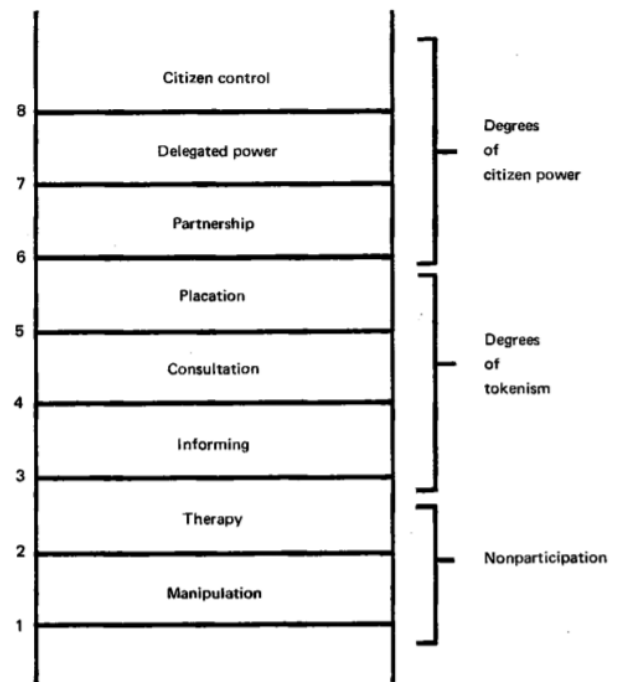 Citizen control
8
Delegated power
7
Partnership
6
Placation
5
Consultation
4
Informing
3
Therapy
2
Manipulation
1
Degrees
of
citizen power
Degrees
of
tokenism
Nonparticipation